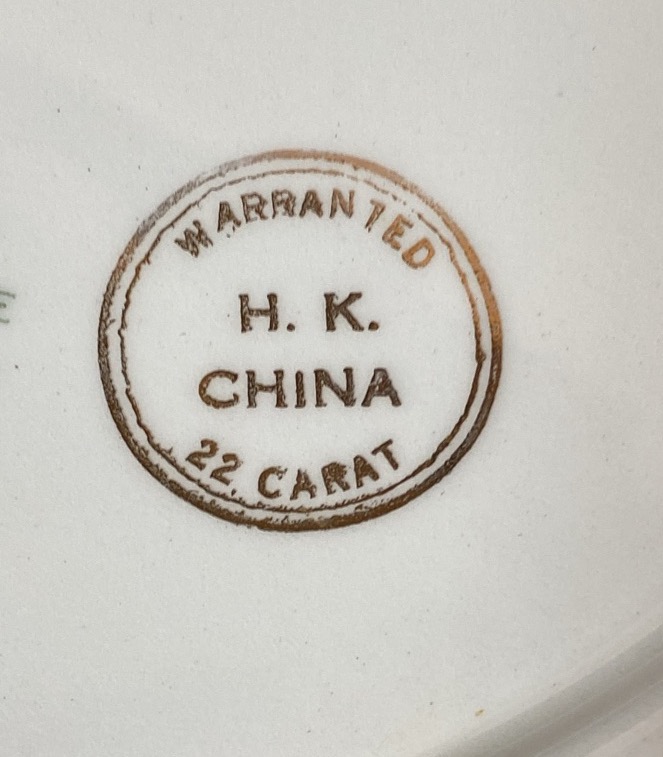 WARRANTED
H. K.
CHINA
22 CARAT